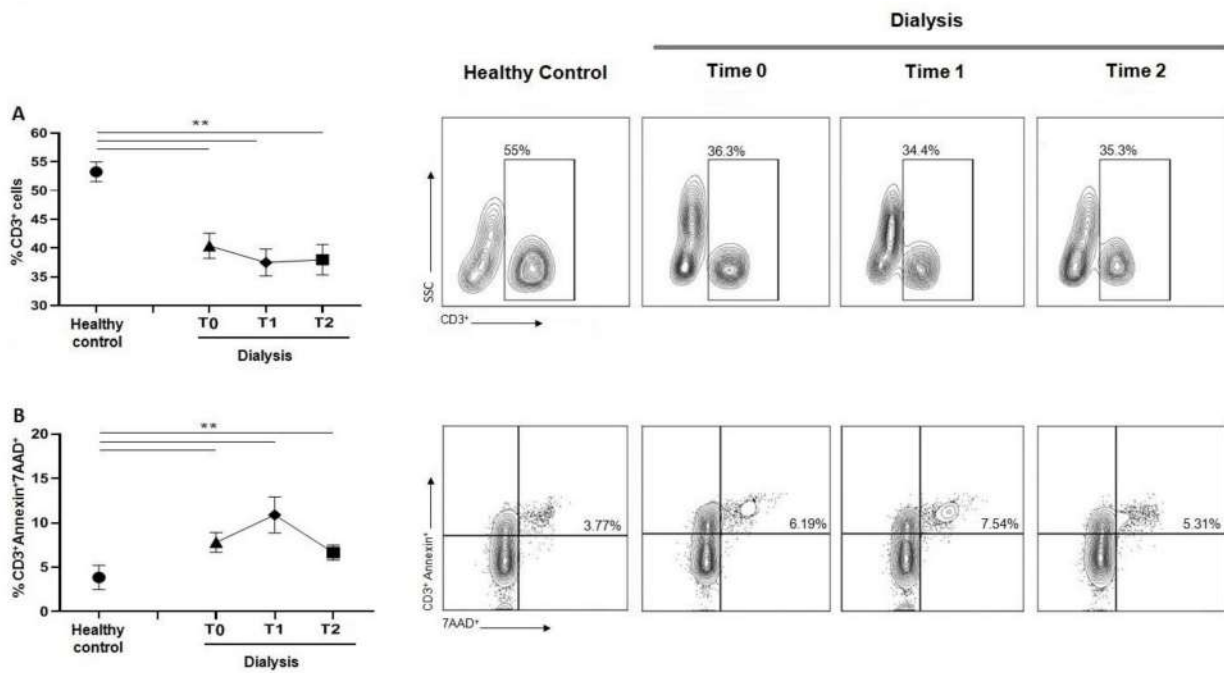 Dialysis
Healthy Control Time 0 Time 1 Time 2
A
**
60
55
50
45
40
35
30
% CD3⁺ cells
Healthy control
T0 T1 T2
Dialysis
55%
36.3%
34.4%
35.3%
SSC
CD3⁺
B
**
20
15
10
5
0
% CD3⁺ Annexin⁺7AAD⁺
Healthy control
T0 T1 T2
Dialysis
3.77%
6.19%
7.54%
5.31%
CD3⁺ Annexin⁺
7AAD⁺